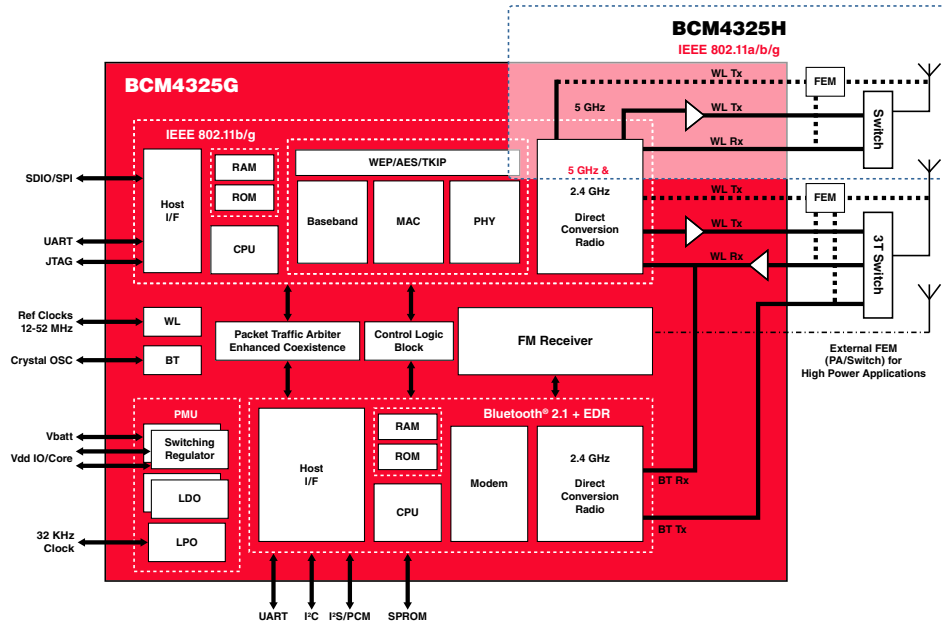 BCM4325H
IEEE 802.11a/b/g
BCM4325G
WL Tx
FEM
5 GHz
WL Tx
Switch
IEEE 802.11b/g
WL Rx
WEP/AES/TKIP
RAM
ROM
Host
I/F
Baseband
MAC
PHY
CPU
5 GHz &
2.4 GHz
Direct
Conversion
Radio
WL Tx
FEM
WL Tx
3T Switch
WL Rx
SDIO/SPI
UART
JTAG
Ref Clocks
12-52 MHz
WL
Crystal OSC
BT
Packet Traffic Arbiter
Enhanced Coexistence
Control Logic
Block
FM Receiver
External FEM
(PA/Switch) for
High Power Applications
PMU
Vbatt
Switching
Regulator
Vdd IO/Core
LDO
32 KHz
Clock
LPO
Bluetooth® 2.1 + EDR
Host
I/F
RAM
ROM
CPU
Modem
2.4 GHz
Direct
Conversion
Radio
BT Rx
BT Tx
UART
I²C
I²S/PCM
SPROM